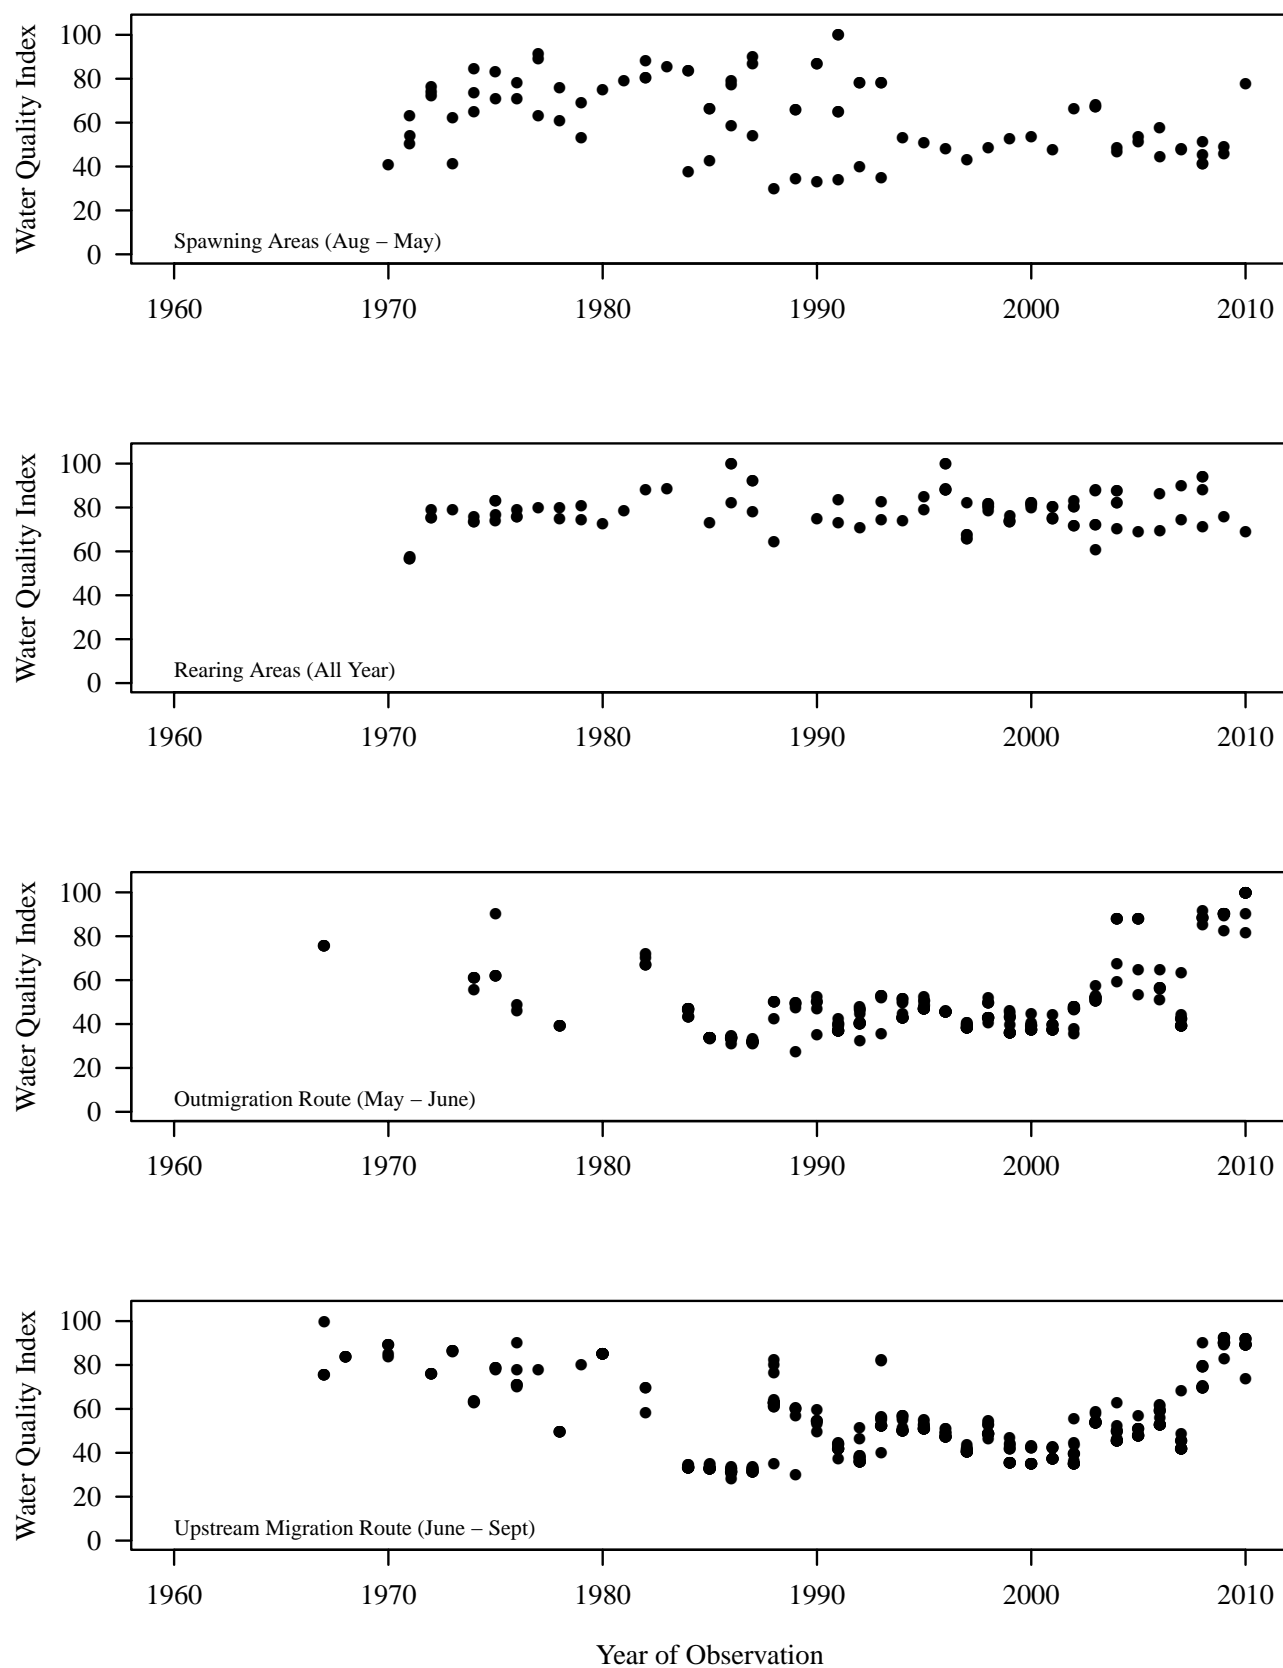 Water Quality Index
100
80
60
40
20
0
Spawning Areas (Aug − May)
1960 1970 1980 1990 2000 2010
Water Quality Index
100
80
60
40
20
0
Rearing Areas (All Year)
1960 1970 1980 1990 2000 2010
Water Quality Index
100
80
60
40
20
0
Outmigration Route (May − June)
1960 1970 1980 1990 2000 2010
Water Quality Index
100
80
60
40
20
0
Upstream Migration Route (June − Sept)
1960 1970 1980 1990 2000 2010
Year of Observation